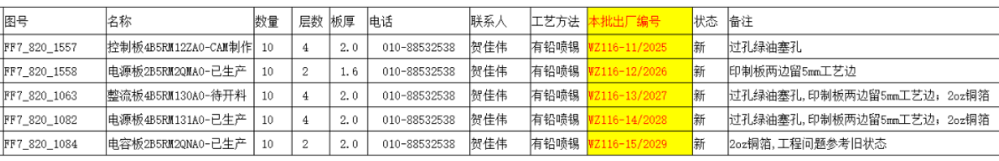 图号 名称 数量 层数 板厚 电话 联系人 工艺方法 本批出厂编号 状态 备注
FF7_820_1557 控制板4B5RM12ZA0-CAM制作 10 4 2.0 010-88532538 贺佳伟 有铅喷锡 WZ116-11/2025 新 过孔绿油塞孔
FF7_820_1558 电源板2B5RM2QMA0-已生产 10 2 1.6 010-88532538 贺佳伟 有铅喷锡 WZ116-12/2026 新 印制板两边留5mm工艺边
FF7_820_1063 整流板4B5RM130A0-待开料 10 4 2.0 010-88532538 贺佳伟 有铅喷锡 WZ116-13/2027 新 过孔绿油塞孔,印制板两边留5mm工艺边；2oz铜箔
FF7_820_1082 电源板4B5RM131A0-已生产 10 4 2.0 010-88532538 贺佳伟 有铅喷锡 WZ116-14/2028 新 过孔绿油塞孔,印制板两边留5mm工艺边；2oz铜箔
FF7_820_1084 电容板2B5RM2QNA0-已生产 10 2 2.0 010-88532538 贺佳伟 有铅喷锡 WZ116-15/2029 新 2oz铜箔,工程问题参考旧状态